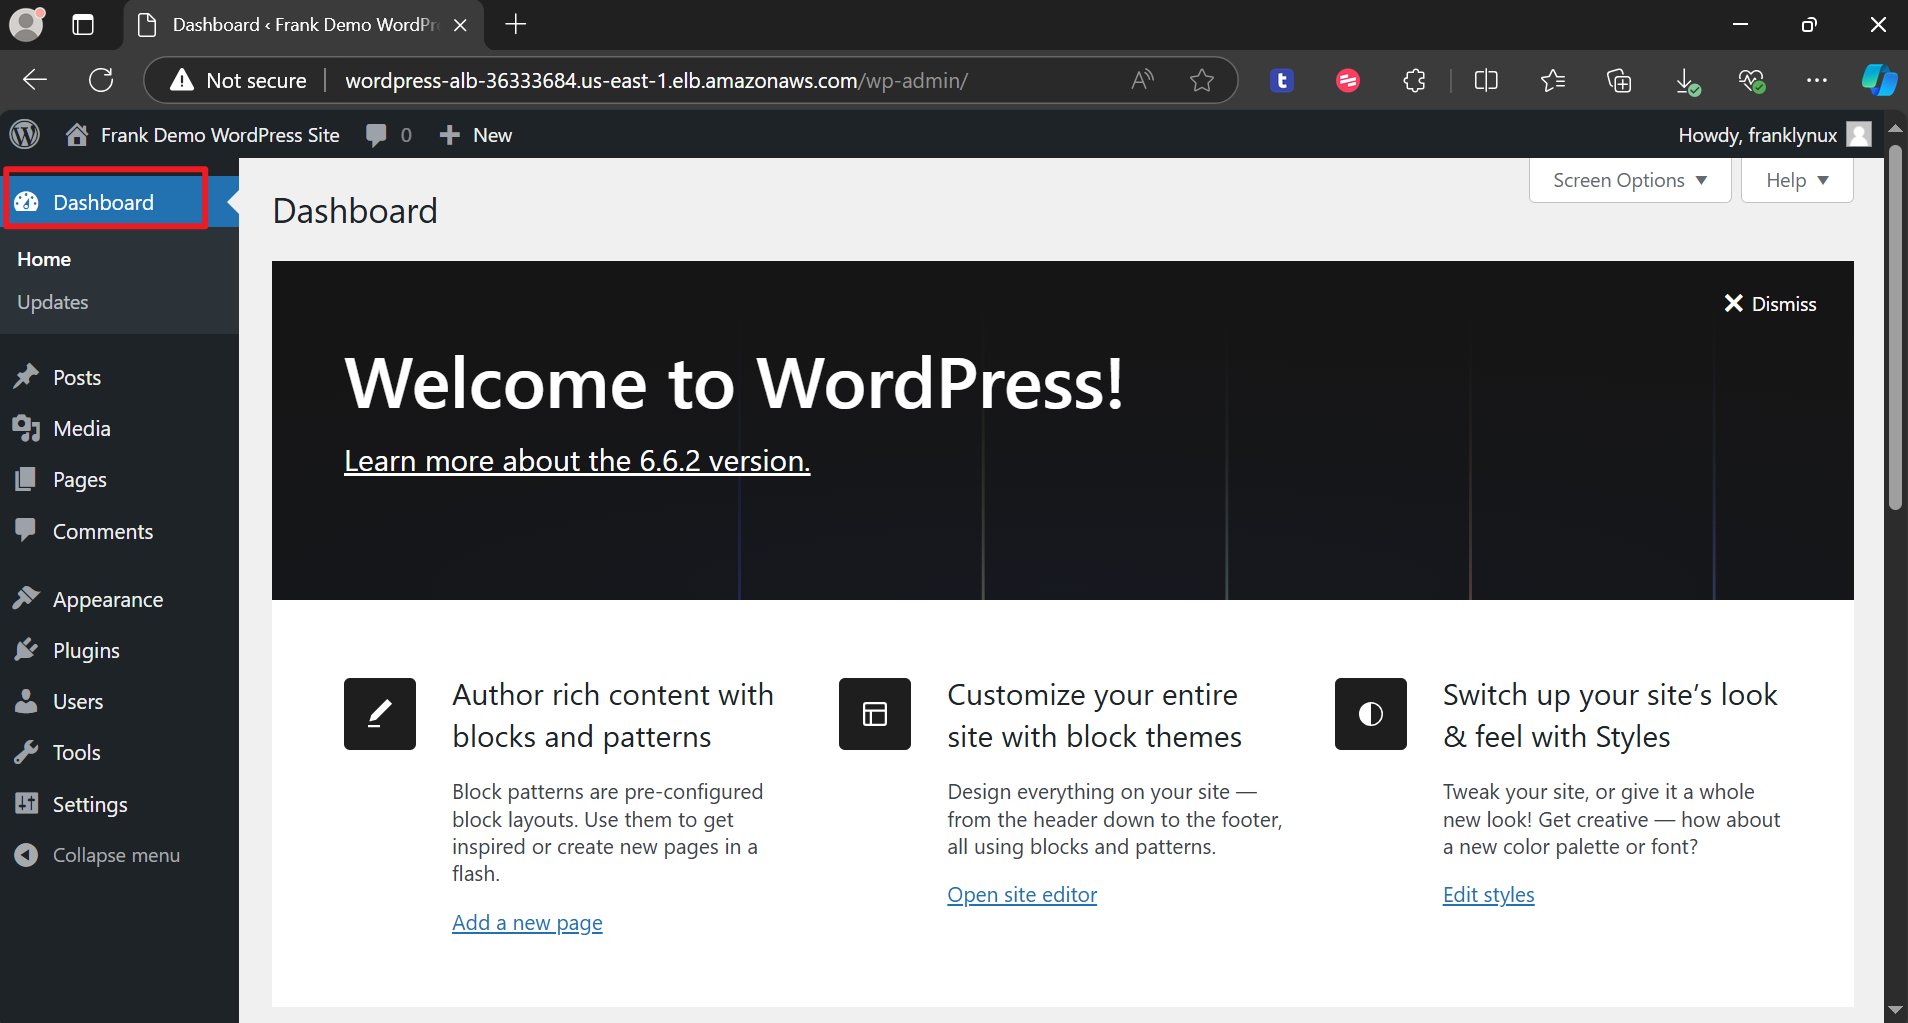 Dashboard ‹ Frank Demo WordPr
Not secure
wordpress-alb-36333684.us-east-1.elb.amazonaws.com/wp-admin/
Frank Demo WordPress Site
0
New
Howdy, franklynux
Dashboard
Home
Updates
Posts
Media
Pages
Comments
Appearance
Plugins
Users
Tools
Settings
Collapse menu
Screen Options
Help
Dashboard
Dismiss
Welcome to WordPress!
Learn more about the 6.6.2 version.
Author rich content with
blocks and patterns
Block patterns are pre-configured
block layouts. Use them to get
inspired or create new pages in a
flash.
Add a new page
Customize your entire
site with block themes
Design everything on your site —
from the header down to the footer,
all using blocks and patterns.
Open site editor
Switch up your site’s look
& feel with Styles
Tweak your site, or give it a whole
new look! Get creative — how about
a new color palette or font?
Edit styles